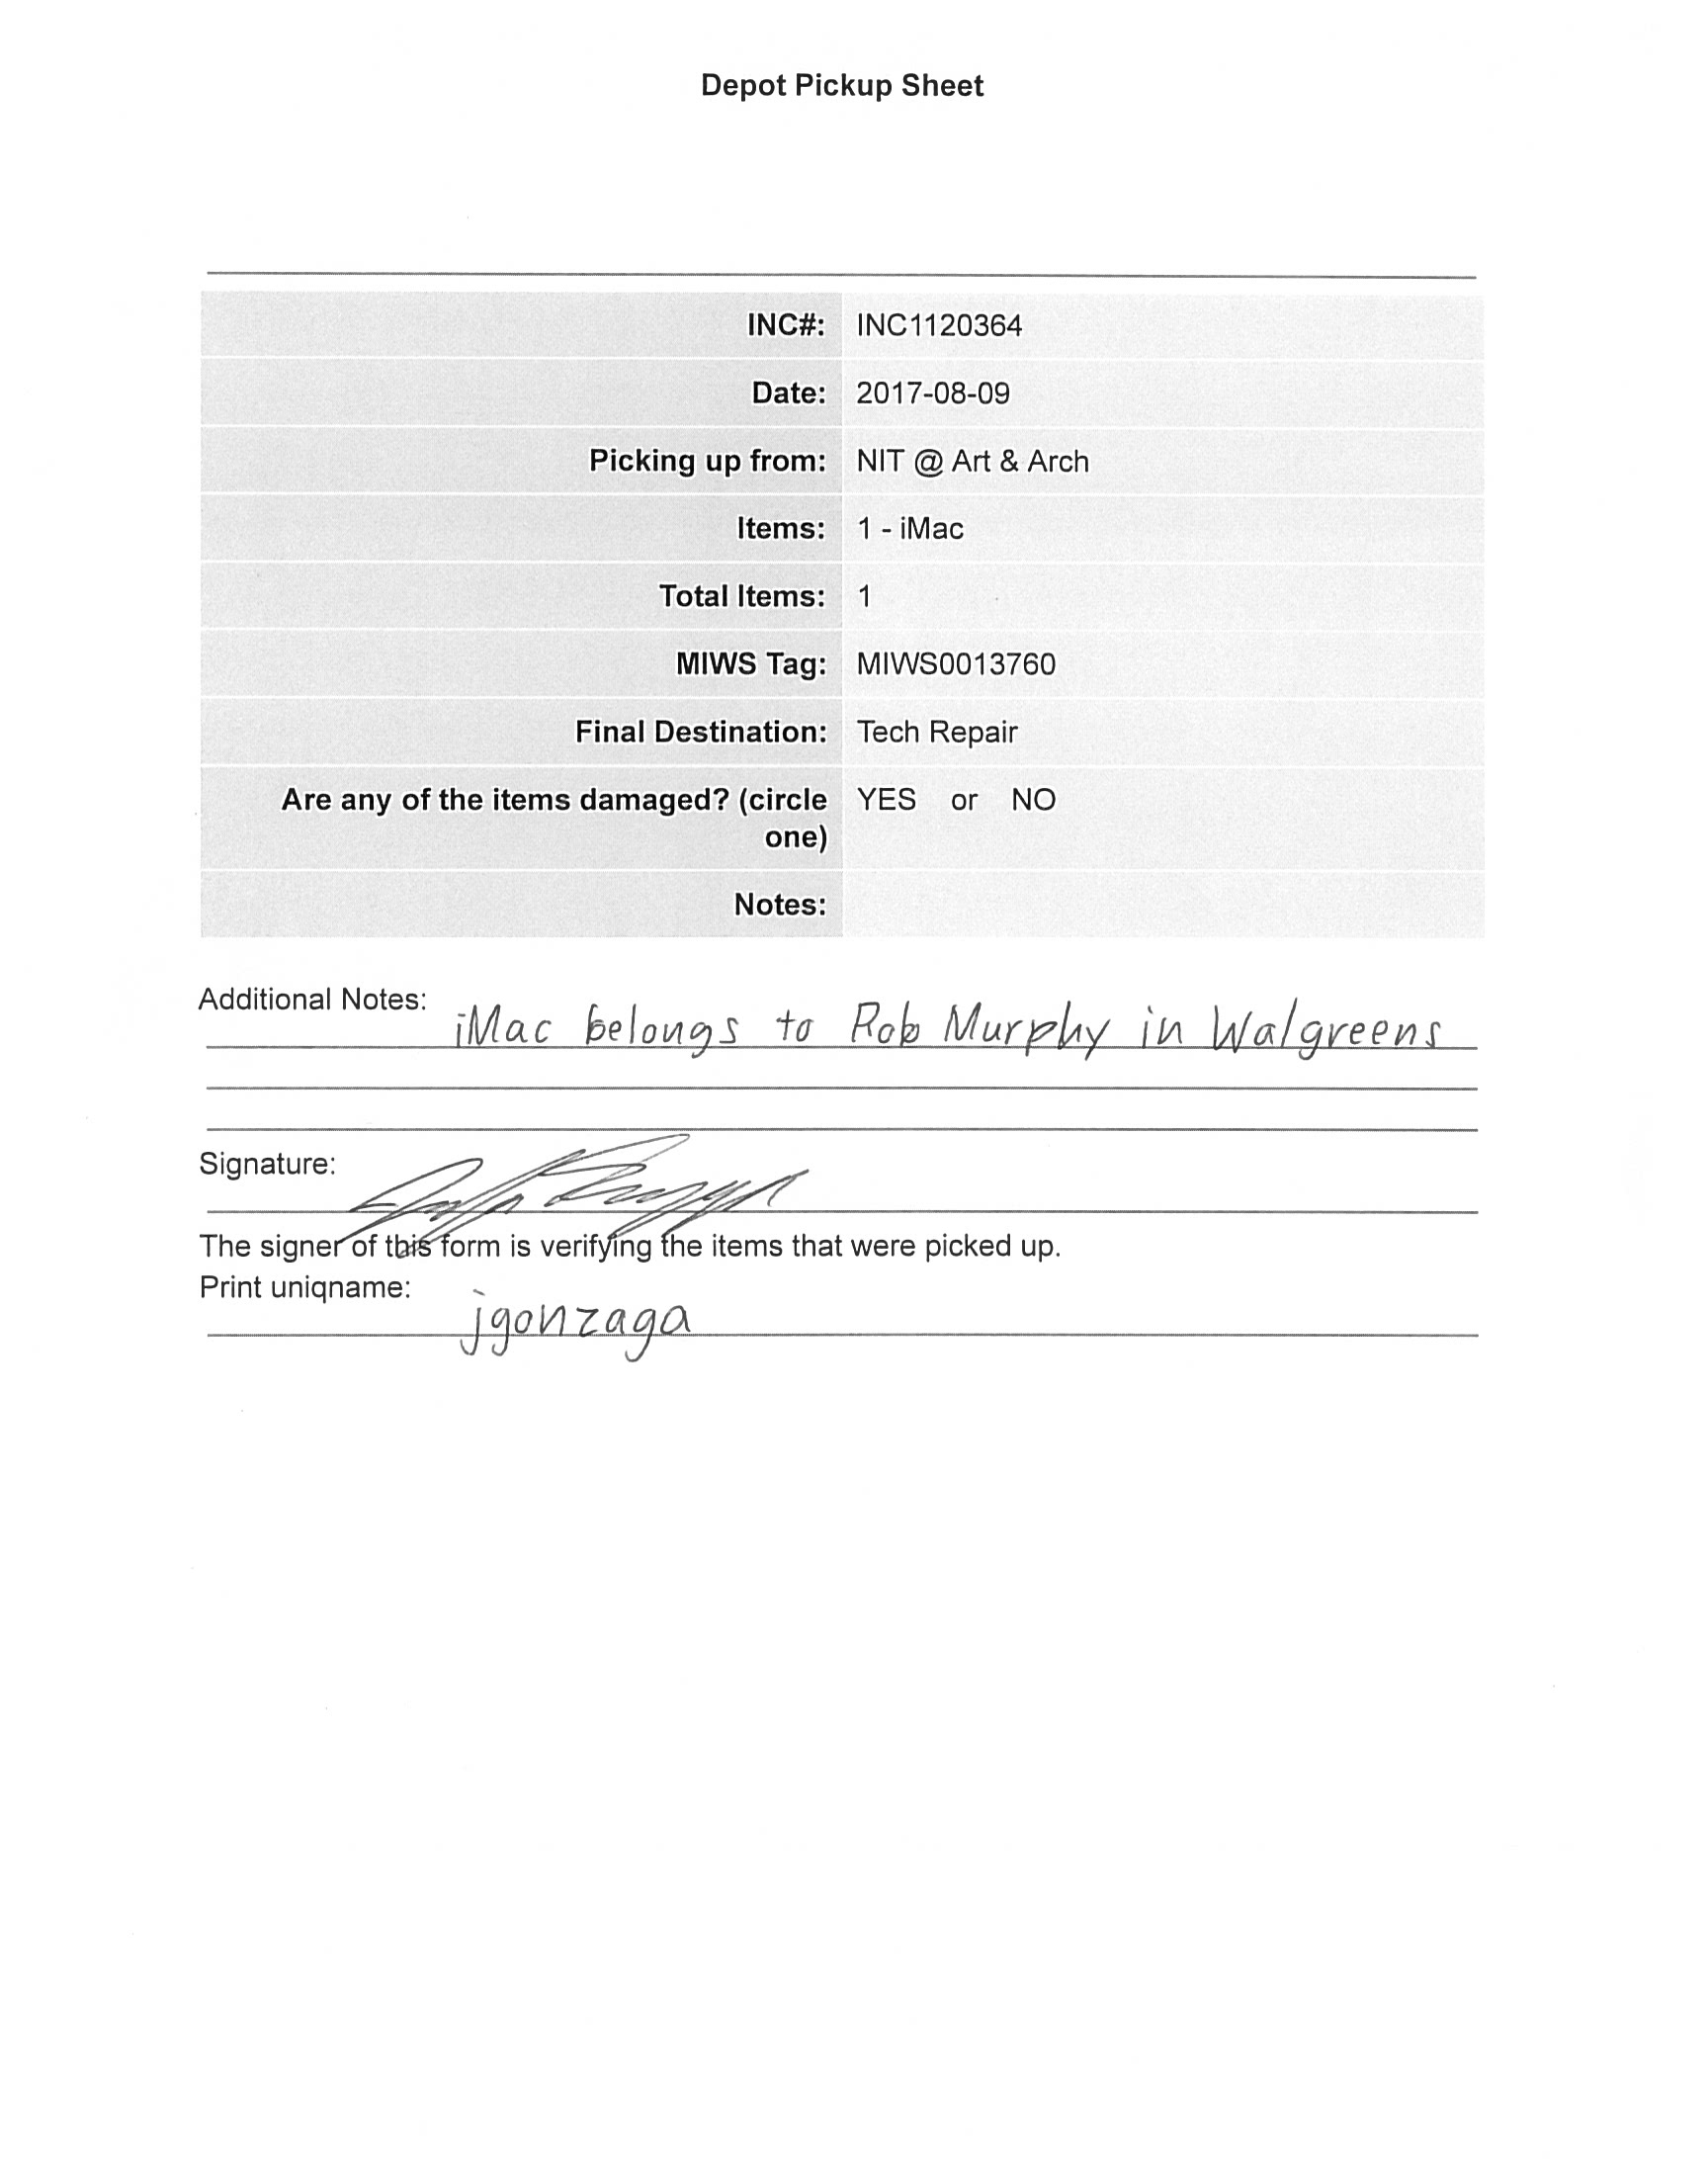 Depot Pickup Sheet
INC#: INC1120364
Date: 2017-08-09
Picking up from: NIT @ Art & Arch
Items: 1 - iMac
Total Items: 1
MIWS Tag: MIWS0013760
Final Destination: Tech Repair
Are any of the items damaged? (circle YES or NO
one)
Notes:
Additional Notes:
iMac belongs to Rob Murphy in Walgreens
Signature:
The signer of this form is verifying the items that were picked up.
Print uniqname:
jgonzaga